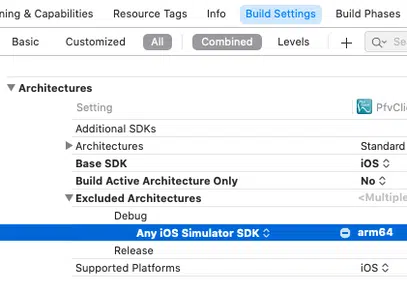 ning & Capabilities Resource Tags Info Build Settings Build Phases
Basic Customized All Combined Levels + Sea
Architectures
Setting PfvClie
Additional SDKs
Architectures Standard
Base SDK iOS
Build Active Architecture Only No
Excluded Architectures <Multiple
Debug
Any iOS Simulator SDK arm64
Release
Supported Platforms iOS